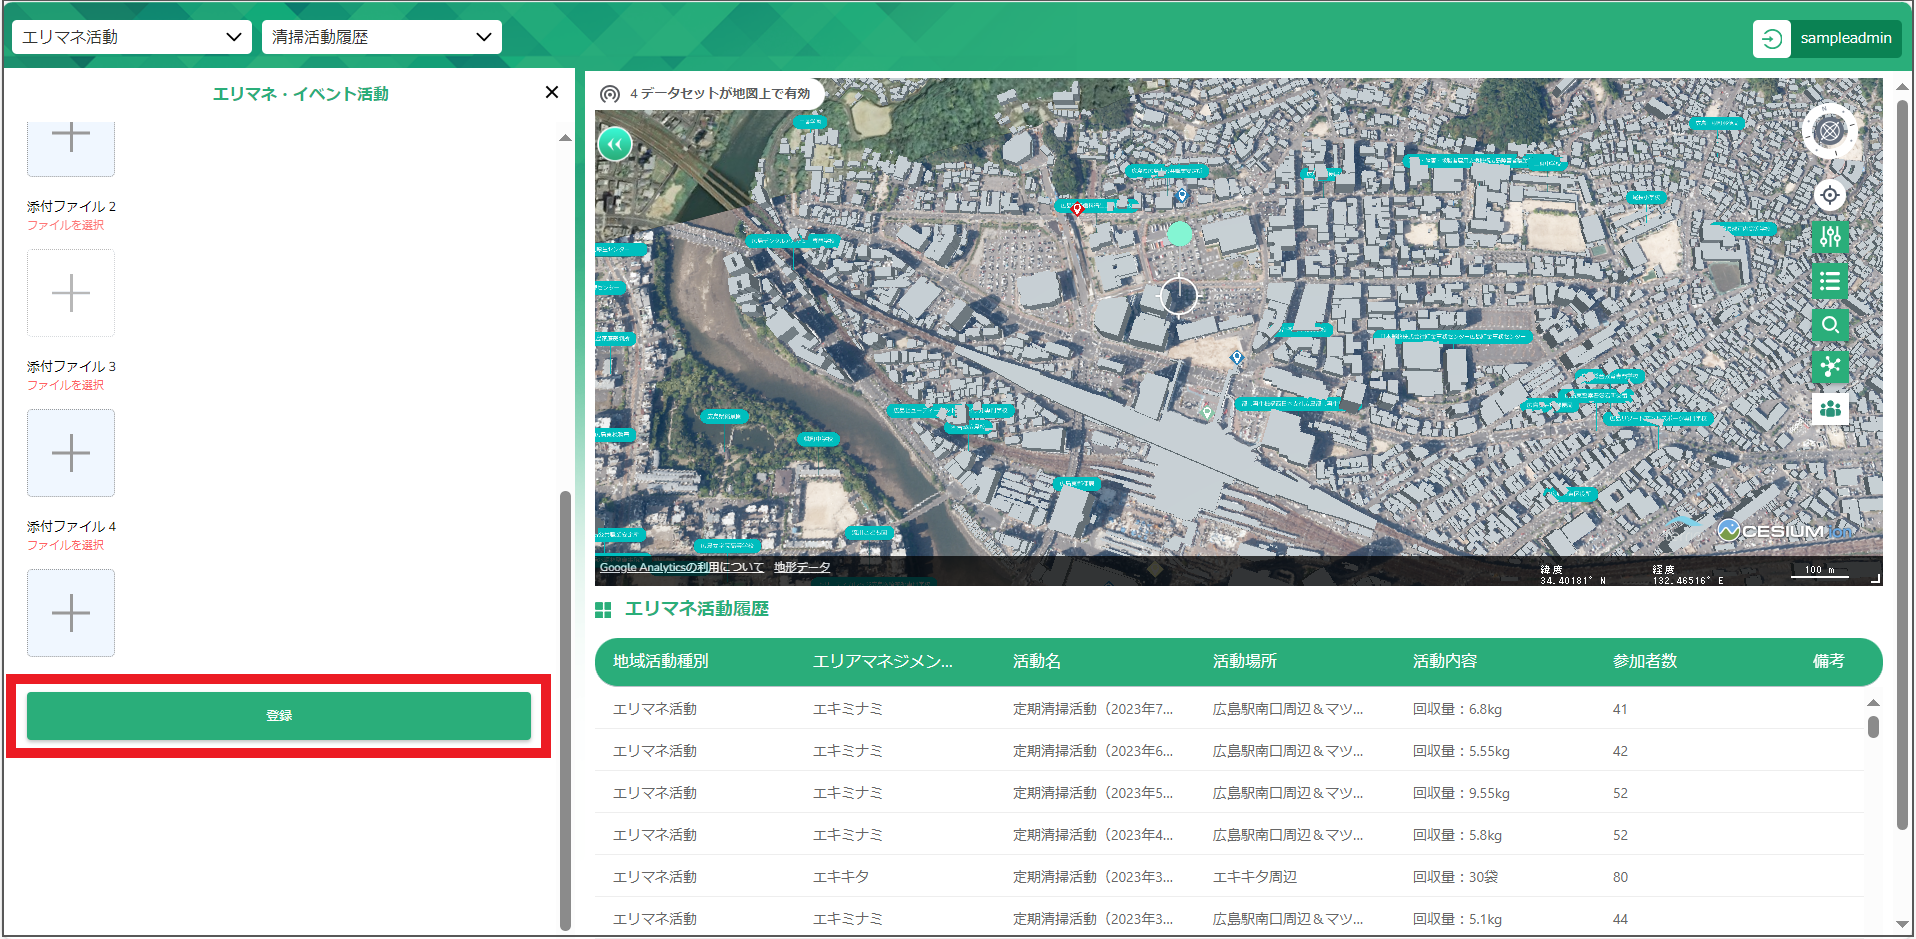 エリマネ活動
清掃活動履歴
sampleadmin
エリマネ・イベント活動
添付ファイル 2
ファイルを選択
添付ファイル 3
ファイルを選択
添付ファイル 4
ファイルを選択
登録
4 データセットが地図上で有効
CESIUM ion
Google Analyticsの利用について 地形データ
緯度
34.40181° N
経度
132.46516° E
100 m
エリマネ活動履歴
地域活動種別 エリアマネジメン... 活動名 活動場所 活動内容 参加者数 備考
エリマネ活動 エキミナミ 定期清掃活動（2023年7... 広島駅南口周辺＆マツ... 回収量：6.8kg 41
エリマネ活動 エキミナミ 定期清掃活動（2023年6... 広島駅南口周辺＆マツ... 回収量：5.55kg 42
エリマネ活動 エキミナミ 定期清掃活動（2023年5... 広島駅南口周辺＆マツ... 回収量：9.55kg 52
エリマネ活動 エキミナミ 定期清掃活動（2023年4... 広島駅南口周辺＆マツ... 回収量：5.8kg 52
エリマネ活動 エキキタ 定期清掃活動（2023年3... エキキタ周辺 回収量：30袋 80
エリマネ活動 エキミナミ 定期清掃活動（2023年3... 広島駅南口周辺＆マツ... 回収量：5.1kg 44